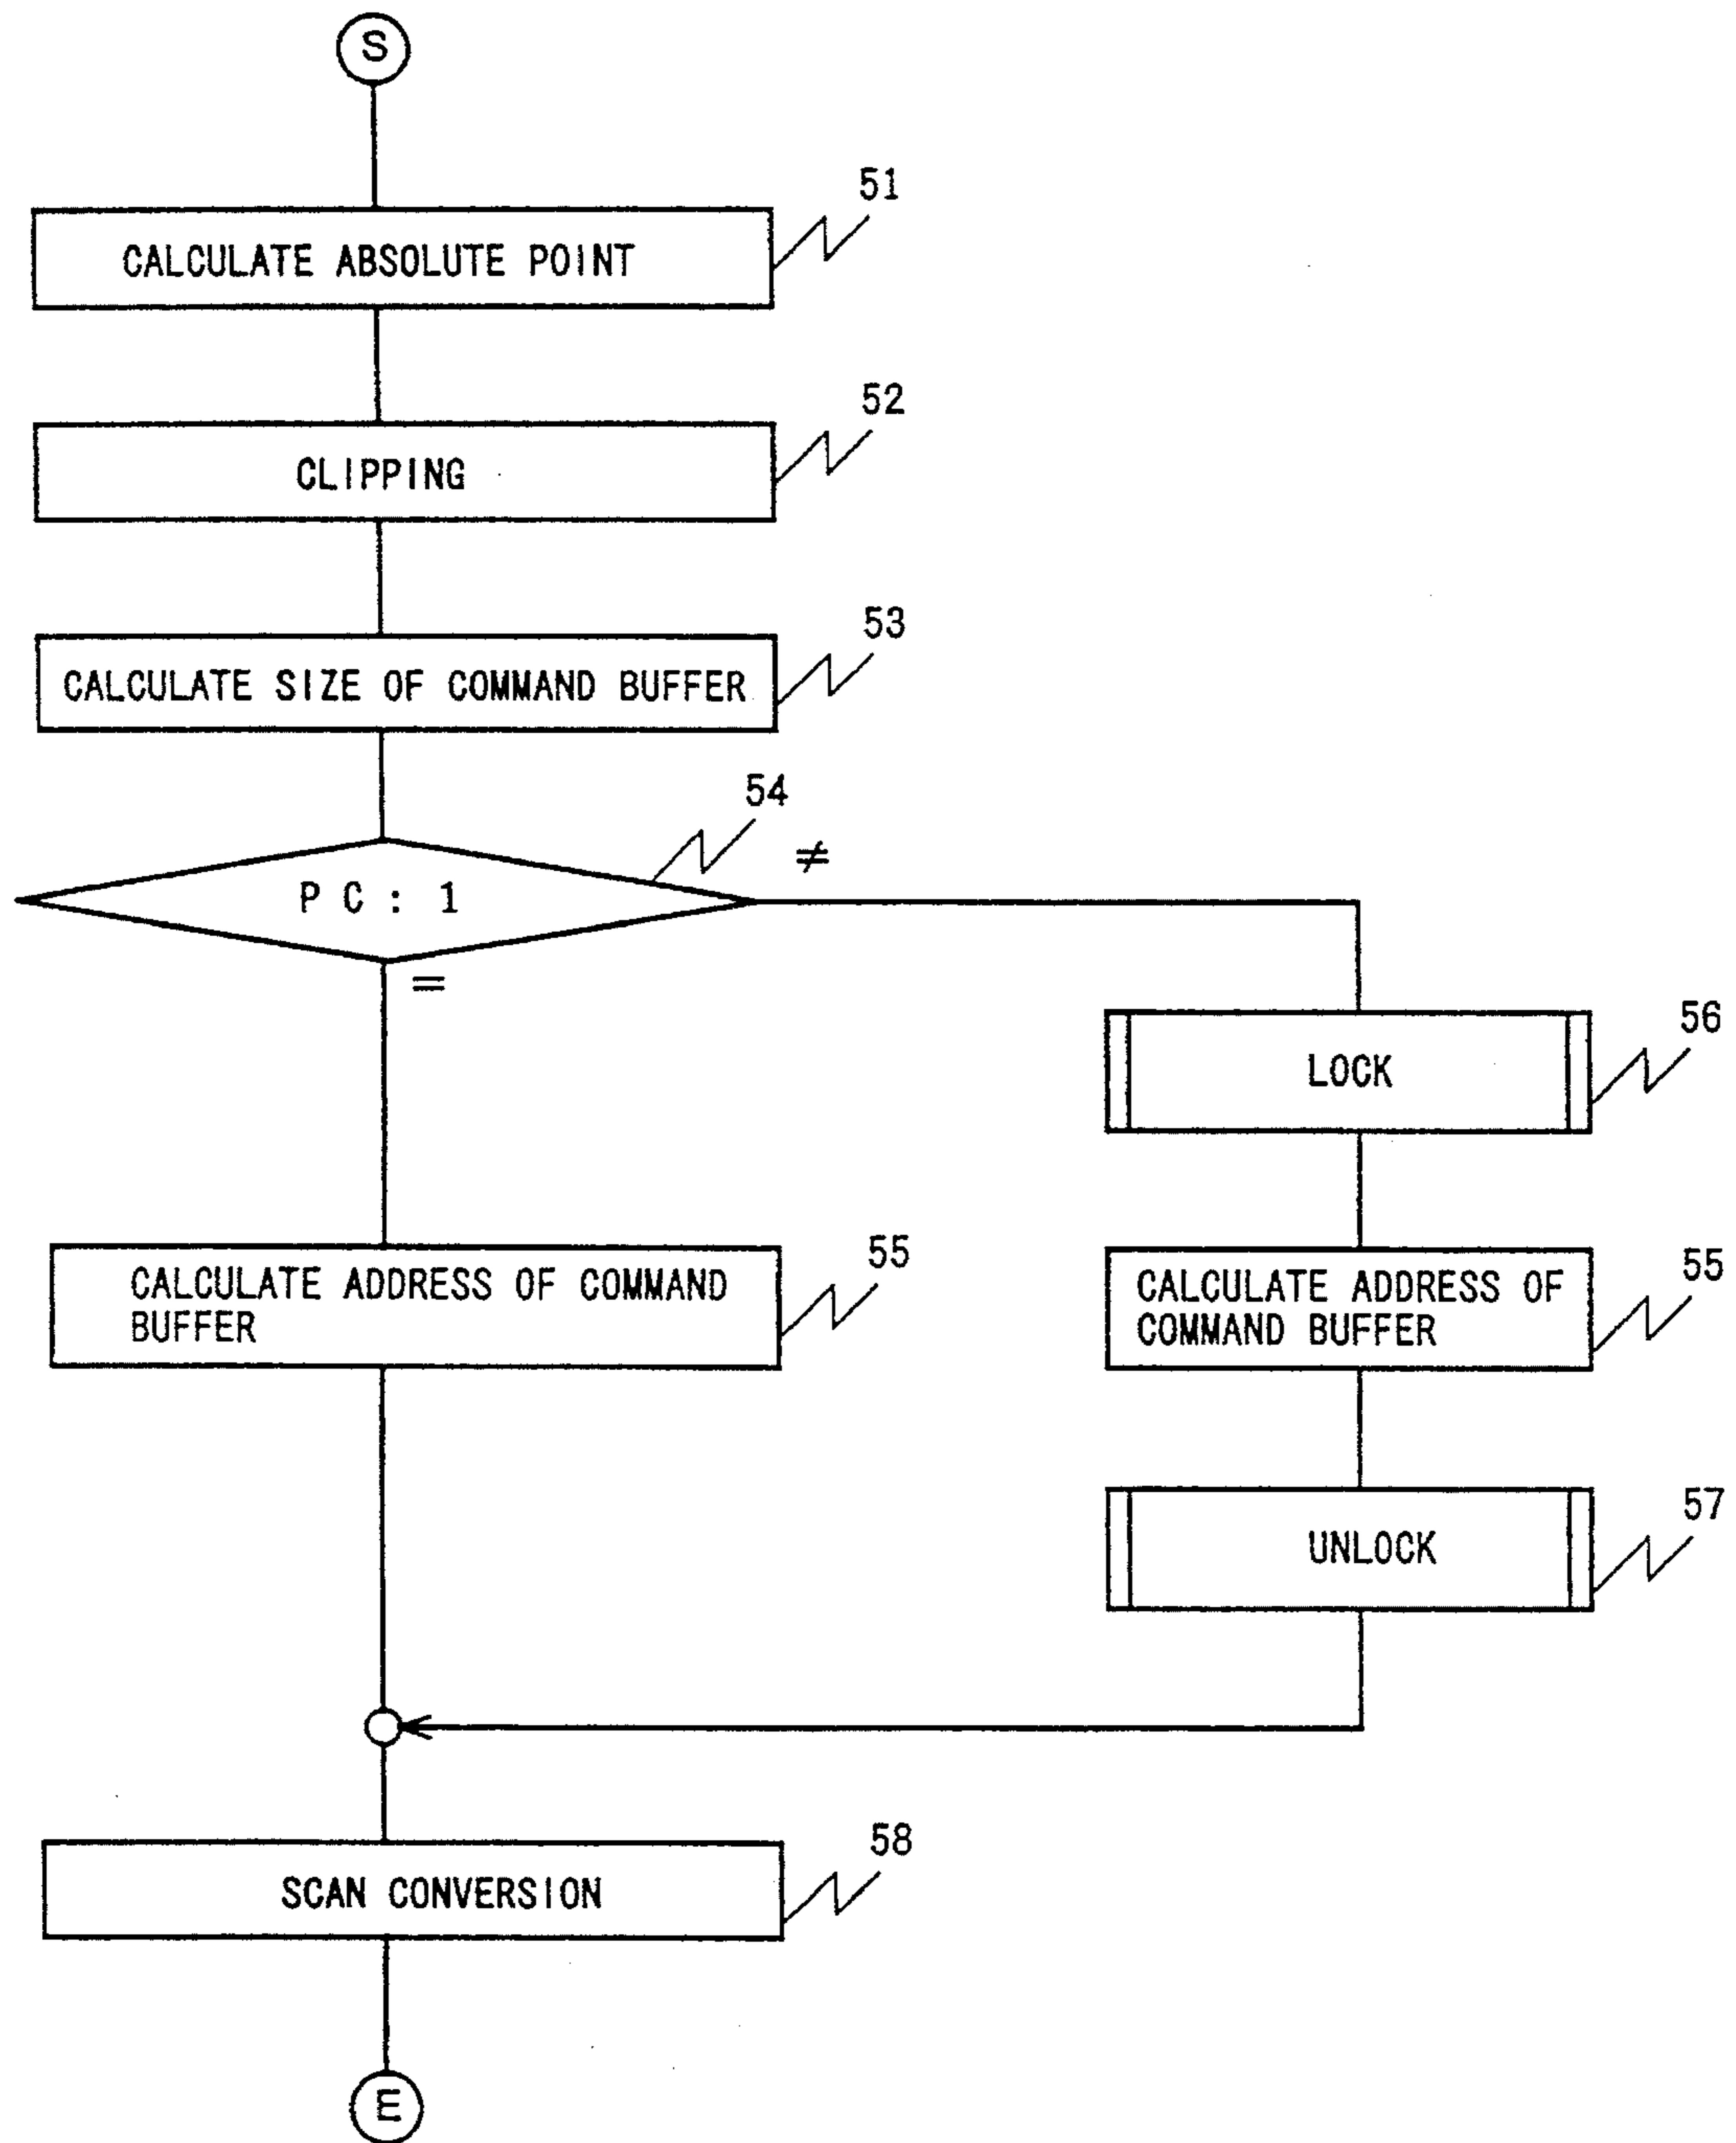 S
51
CALCULATE ABSOLUTE POINT
52
CLIPPING
53
CALCULATE SIZE OF COMMAND BUFFER
54
≠
P C : 1
=
56
LOCK
55
CALCULATE ADDRESS OF COMMAND
BUFFER
55
CALCULATE ADDRESS OF
COMMAND BUFFER
57
UNLOCK
58
SCAN CONVERSION
E